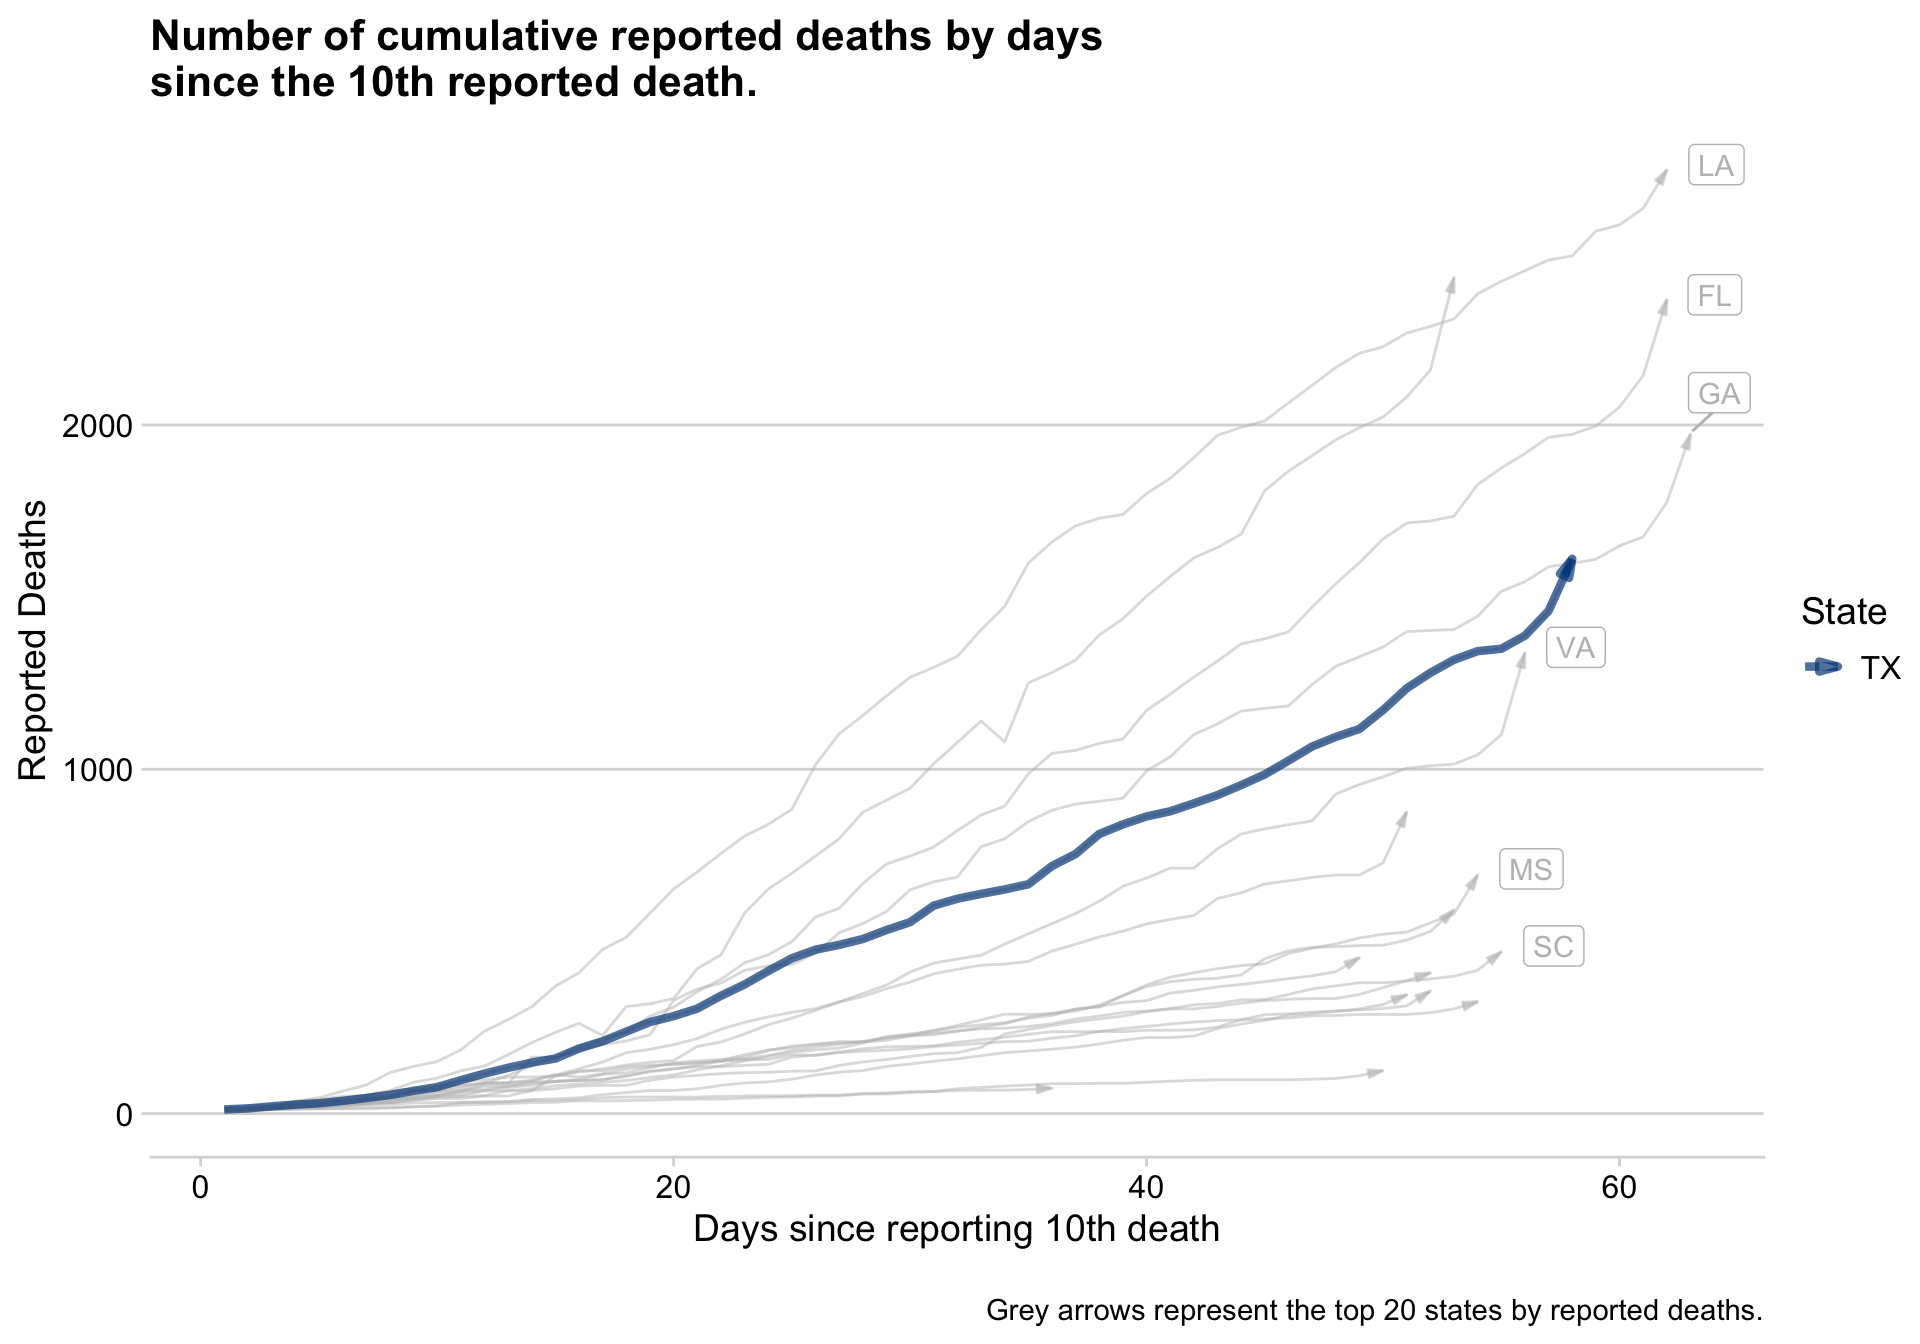 Number of cumulative reported deaths by days
since the 10th reported death.
LA
FL
GA
2000
Reported Deaths
State
TX
VA
1000
MS
SC
0
0 20 40 60
Days since reporting 10th death
Grey arrows represent the top 20 states by reported deaths.